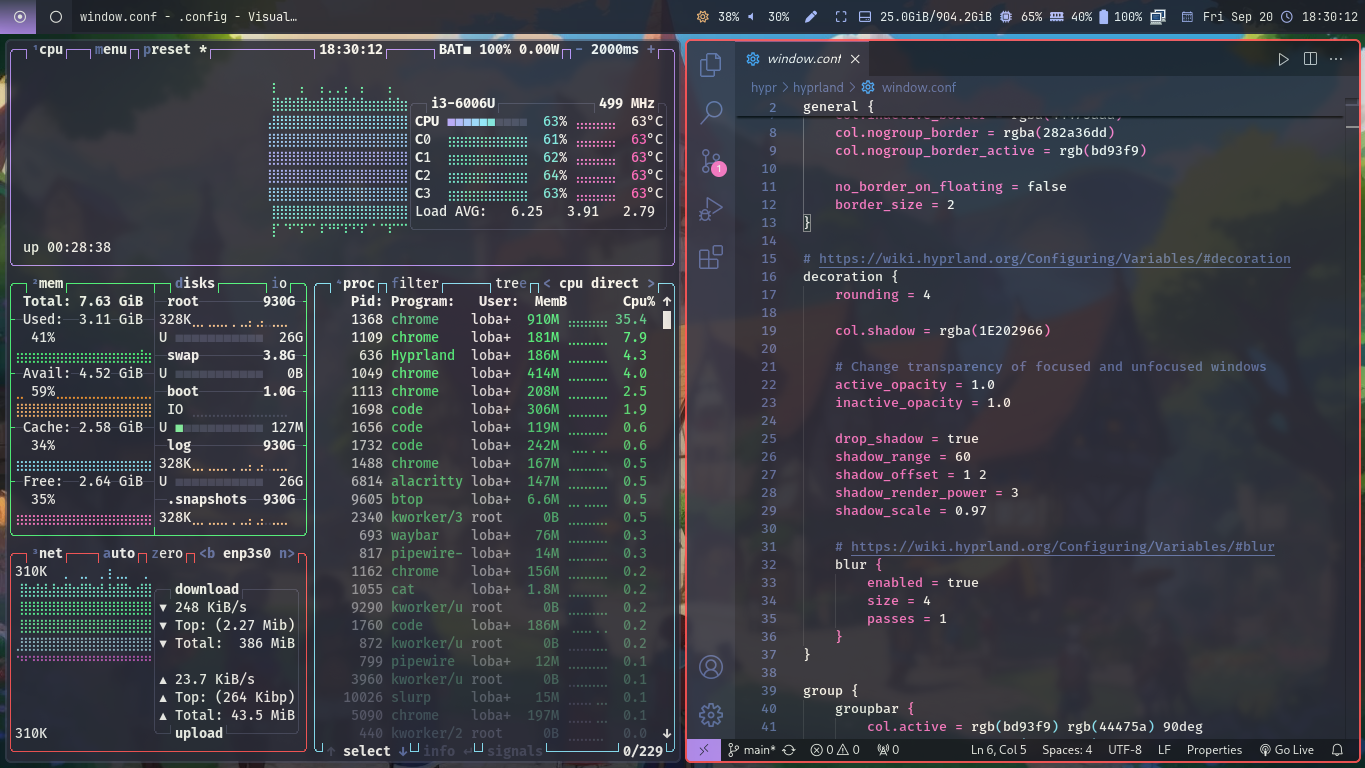 window.conf - .config - Visual…
38% 30% 25.0GiB/904.2GiB 65% 40% 100% Fri Sep 20 18:30:12
¹cpu menu preset * 18:30:12 BAT■ 100% 0.00W - 2000ms +
i3-6006U 499 MHz
CPU 63% 63°C
C0 61% 63°C
C1 62% 63°C
C2 64% 63°C
C3 63% 63°C
Load AVG: 6.25 3.91 2.79
up 00:28:38
²mem disks io
Total: 7.63 GiB
Used: 3.11 GiB
41%
Avail: 4.52 GiB
59%
Cache: 2.58 GiB
34%
Free: 2.64 GiB
35%
root 930G
328K
U 26G
swap 3.8G
U 0B
boot 1.0G
IO
U 127M
log 930G
328K
U 26G
.snapshots 930G
328K
³net auto zero <b enp3s0 n>
310K
download
▼ 248 KiB/s
▼ Top: (2.27 Mib)
▼ Total: 386 MiB
▲ 23.7 KiB/s
▲ Top: (264 Kibp)
▲ Total: 43.5 MiB
310K
upload
⁴proc filter tree < cpu direct >
Pid: Program: User: MemB Cpu% ↑
1368 chrome loba+ 910M 35.4
1109 chrome loba+ 181M 7.9
636 Hyprland loba+ 186M 4.3
1049 chrome loba+ 414M 4.0
1113 chrome loba+ 208M 2.5
1698 code loba+ 306M 1.9
1656 code loba+ 119M 0.6
1732 code loba+ 242M 0.6
1488 chrome loba+ 167M 0.5
6814 alacritty loba+ 147M 0.5
9605 btop loba+ 6.6M 0.5
2340 kworker/3 root 0B 0.5
693 waybar loba+ 76M 0.3
817 pipewire- loba+ 14M 0.3
1162 chrome loba+ 156M 0.2
1055 cat loba+ 1.8M 0.2
9290 kworker/u root 0B 0.2
1760 code loba+ 186M 0.2
872 kworker/u root 0B 0.2
799 pipewire loba+ 12M 0.1
3960 kworker/u root 0B 0.1
10026 slurp loba+ 15M 0.1
5090 chrome loba+ 197M 0.1
440 kworker/2 root 0B 0.0 ↓
↑ select ↓ info ↵ signals 0/229
window.conf
hypr > hyprland > window.conf
1
2 general {
8 col.nogroup_border = rgba(282a36dd)
9 col.nogroup_border_active = rgb(bd93f9)
10
11 no_border_on_floating = false
12 border_size = 2
13 }
14
15 # https://wiki.hyprland.org/Configuring/Variables/#decoration
16 decoration {
17 rounding = 4
18
19 col.shadow = rgba(1E202966)
20
21 # Change transparency of focused and unfocused windows
22 active_opacity = 1.0
23 inactive_opacity = 1.0
24
25 drop_shadow = true
26 shadow_range = 60
27 shadow_offset = 1 2
28 shadow_render_power = 3
29 shadow_scale = 0.97
30
31 # https://wiki.hyprland.org/Configuring/Variables/#blur
32 blur {
33 enabled = true
34 size = 4
35 passes = 1
36 }
37 }
38
39 group {
40 groupbar {
41 col.active = rgb(bd93f9) rgb(44475a) 90deg
main* 0 0 0 Ln 6, Col 5 Spaces: 4 UTF-8 LF Properties Go Live